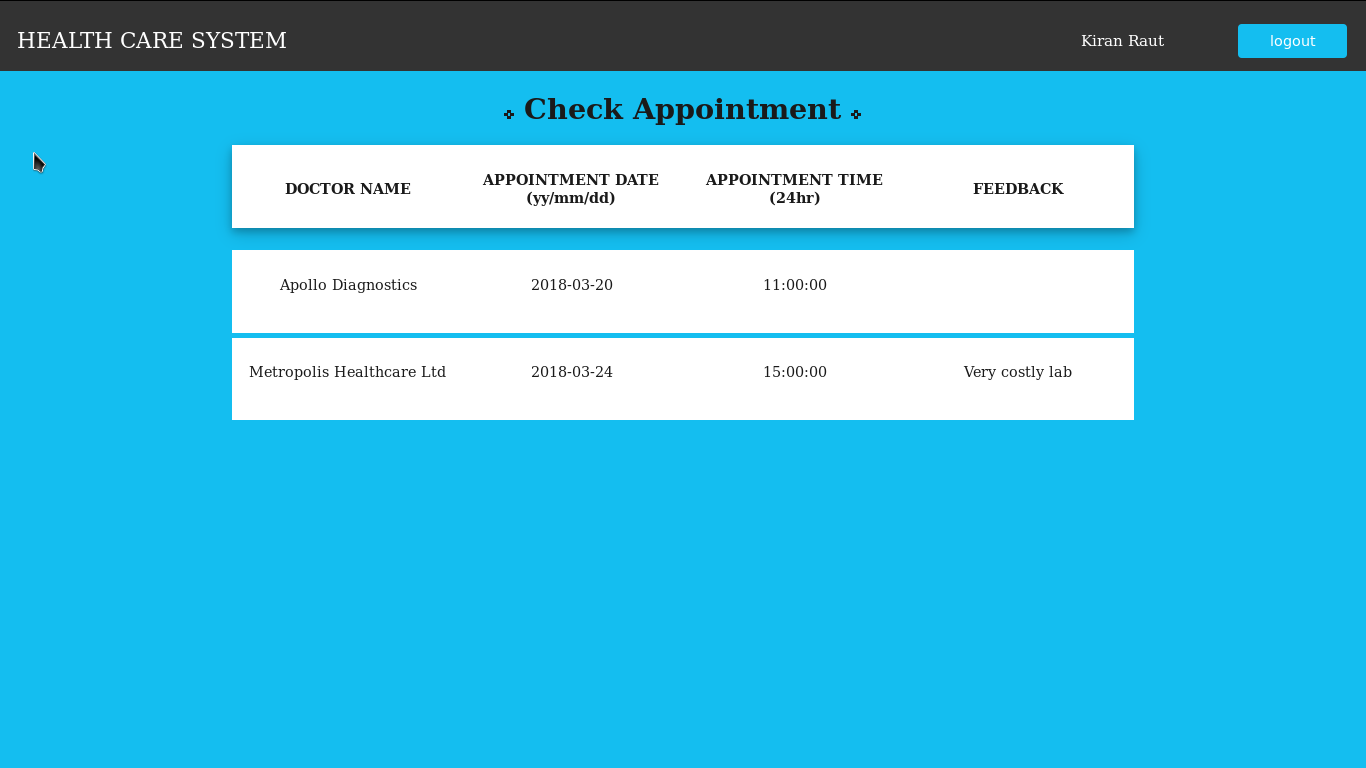 HEALTH CARE SYSTEM
Kiran Raut
logout
Check Appointment
DOCTOR NAME
APPOINTMENT DATE
(yy/mm/dd)
APPOINTMENT TIME
(24hr)
FEEDBACK
Apollo Diagnostics 2018-03-20 11:00:00
Metropolis Healthcare Ltd 2018-03-24 15:00:00 Very costly lab